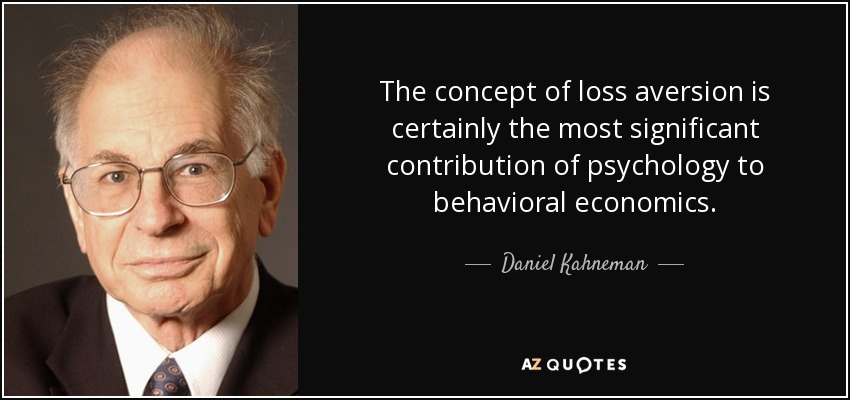 The concept of loss aversion is
certainly the most significant
contribution of psychology to
behavioral economics.
Daniel Kahneman
AZ QUOTES